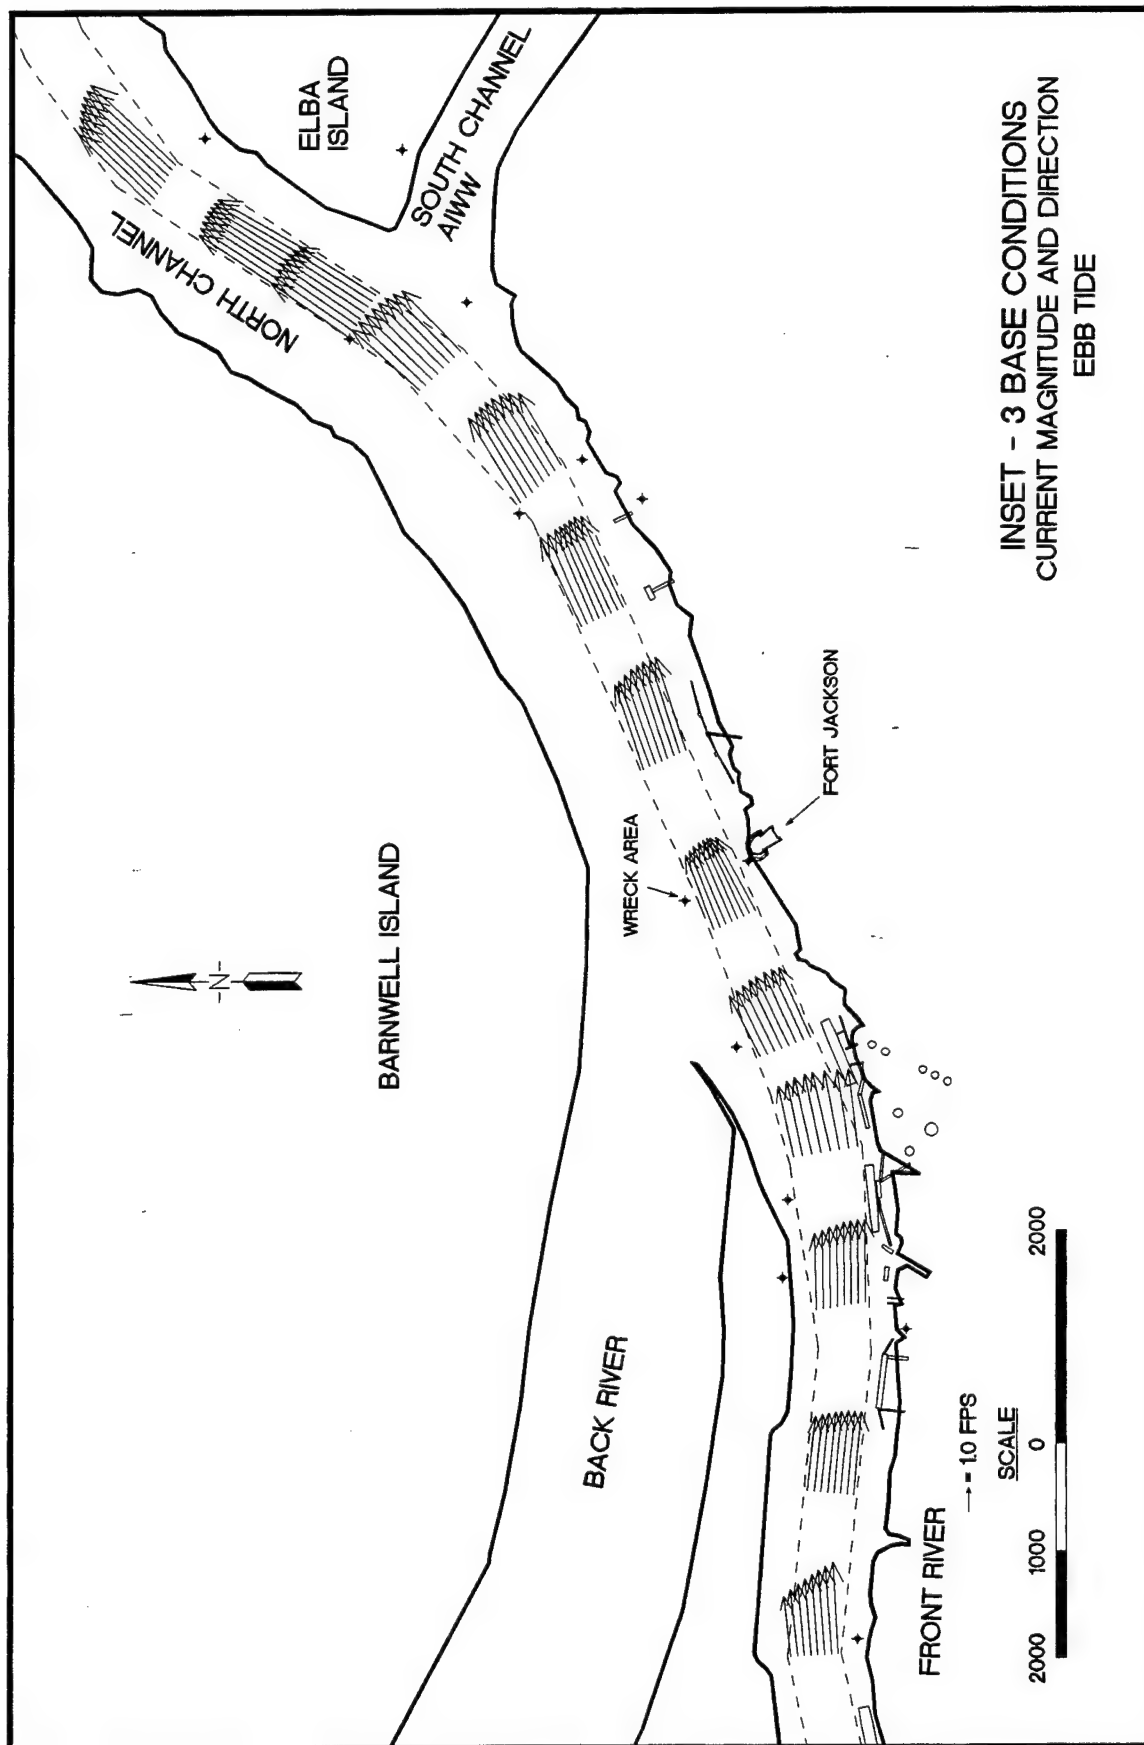 ELBA
ISLAND
SOUTH CHANNEL
AIWW
NORTH CHANNEL
BARNWELL ISLAND
N
WRECK AREA
FORT JACKSON
BACK RIVER
FRONT RIVER
= 1.0 FPS
SCALE
2000 1000 0 2000
INSET - 3 BASE CONDITIONS
CURRENT MAGNITUDE AND DIRECTION
EBB TIDE